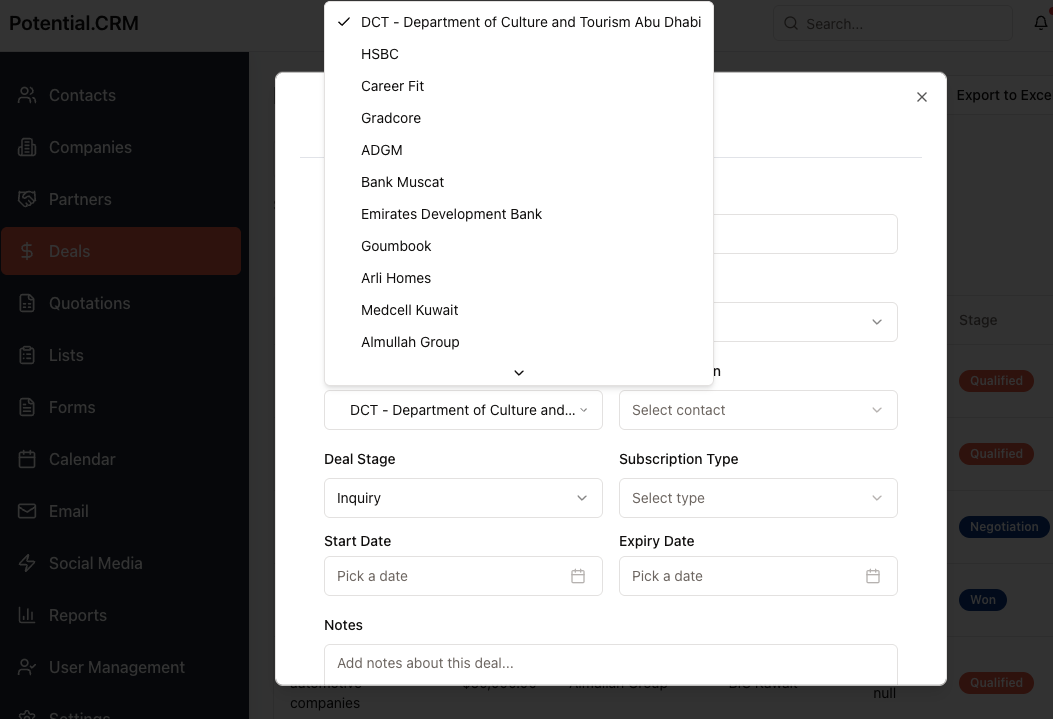 Potential.CRM
Search...
Contacts
Companies
Partners
Deals
Quotations
Lists
Forms
Calendar
Email
Social Media
Reports
User Management
Settings
DCT - Department of Culture and Tourism Abu Dhabi
HSBC
Career Fit
Gradcore
ADGM
Bank Muscat
Emirates Development Bank
Goumbook
Arli Homes
Medcell Kuwait
Almullah Group
DCT - Department of Culture and...
Select contact
Deal Stage
Subscription Type
Inquiry
Select type
Start Date
Expiry Date
Pick a date
Pick a date
Notes
Add notes about this deal...
Export to Exce
Stage
Qualified
Qualified
Negotiation
Won
Qualified
automotive
companies
Almullah Group
null